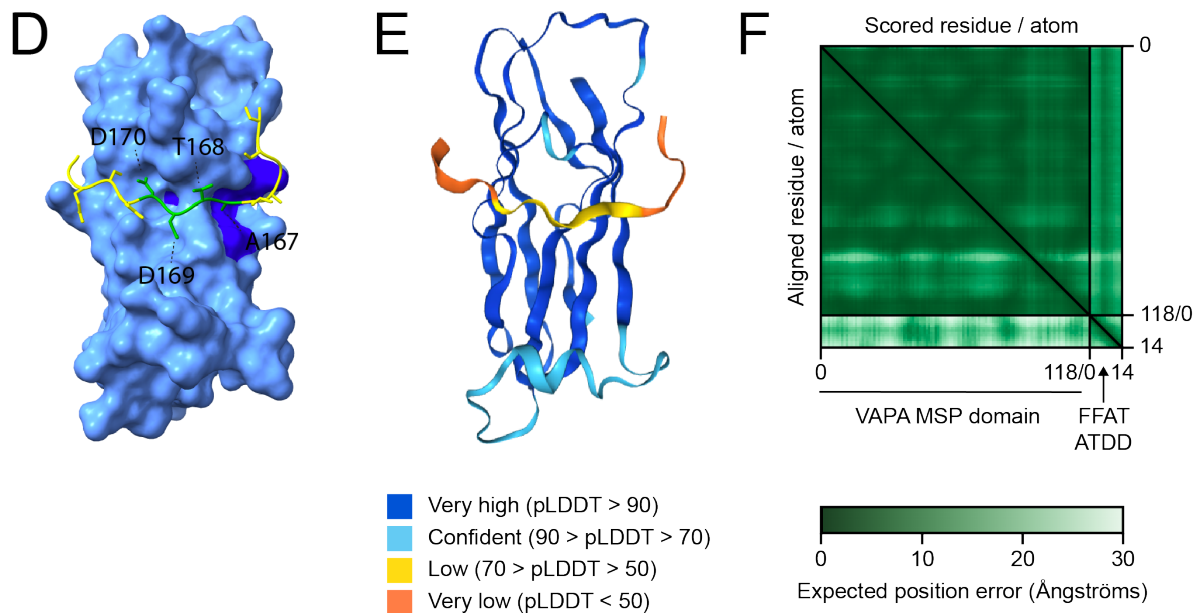 D
D170
T168
A167
D169
E
Very high (pLDDT > 90)
Confident (90 > pLDDT > 70)
Low (70 > pLDDT > 50)
Very low (pLDDT < 50)
F
Scored residue / atom
Aligned residue / atom
0
118/0
14
0
118/0
14
VAPA MSP domain
FFAT
ATDD
0
10
20
30
Expected position error (Ångströms)